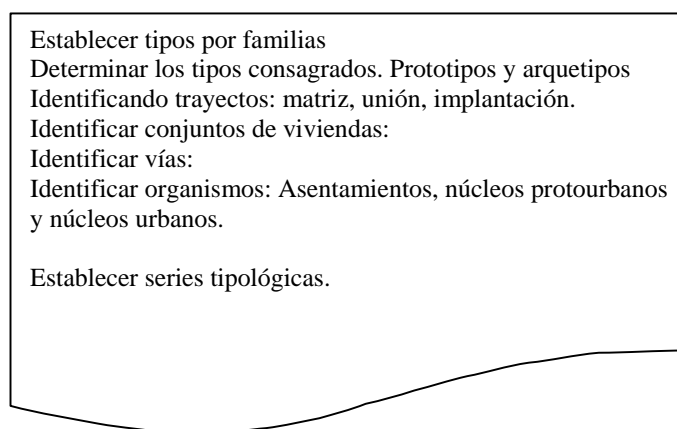 Establecer tipos por familias
Determinar los tipos consagrados. Prototipos y arquetipos
Identificando trayectos: matriz, unión, implantación.
Identificar conjuntos de viviendas:
Identificar vías:
Identificar organismos: Asentamientos, núcleos protourbanos
y núcleos urbanos.
Establecer series tipológicas.